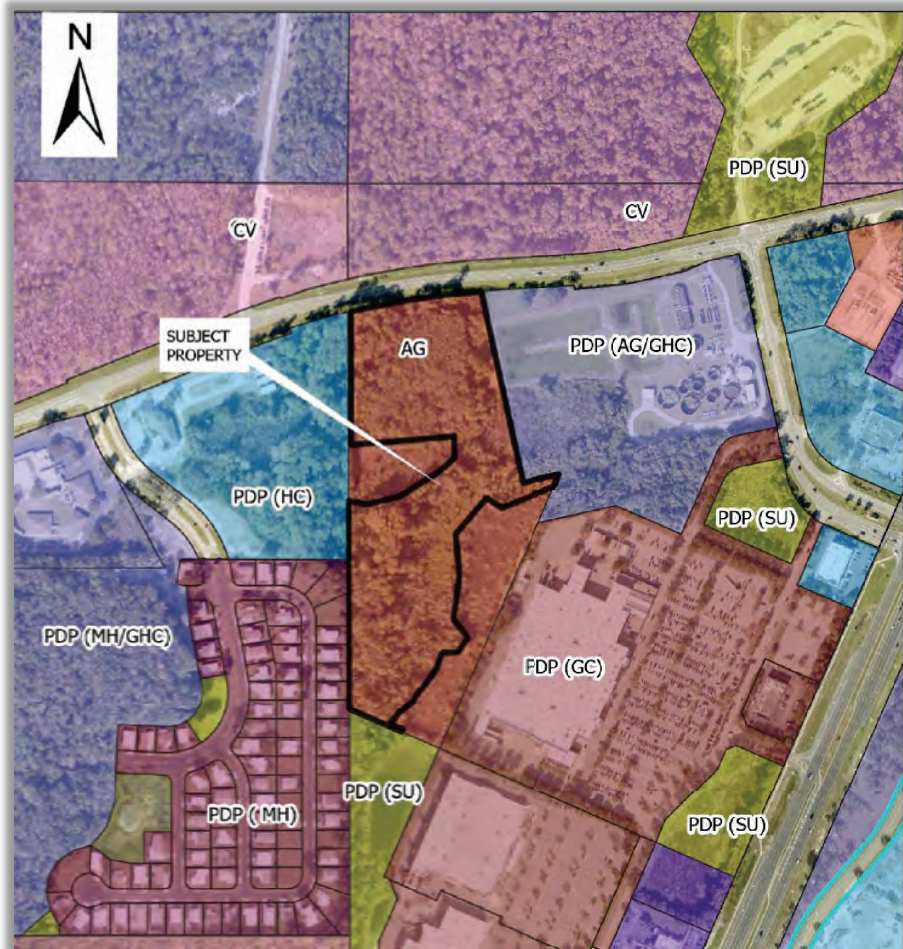 N
PDP (SU)
CV
CV
SUBJECT
PROPERTY
AG
PDP (AG/GHC)
PDP (HC)
PDP (SU)
PDP (MH/GHC)
PDP (GC)
PDP (SU)
PDP ( MH)
PDP (SU)